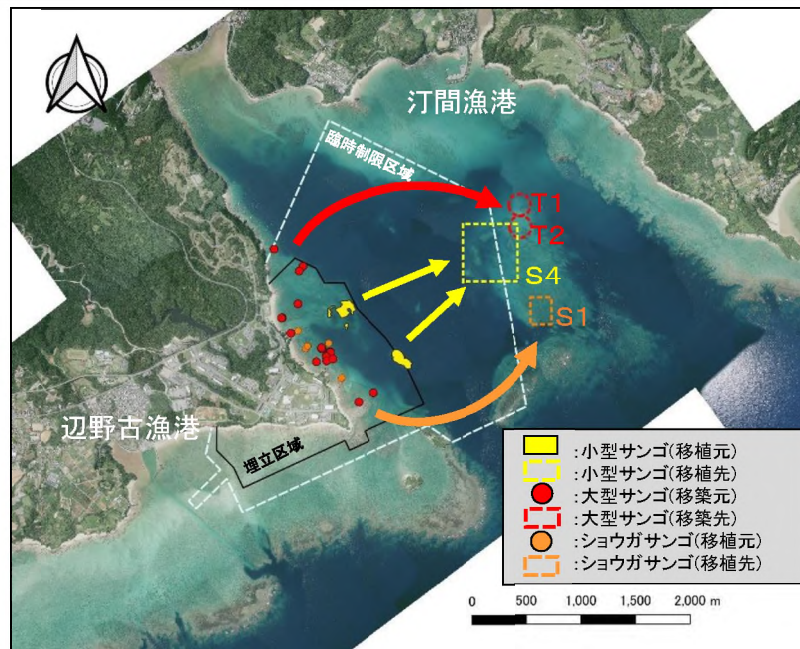 汀間漁港
臨時制限区域
T1
T2
S4
S1
辺野古漁港
埋立区域
:小型サンゴ(移植元)
:小型サンゴ(移植先)
:大型サンゴ(移築元)
:大型サンゴ(移築先)
:ショウガサンゴ(移植元)
:ショウガサンゴ(移植先)
0 500 1,000 1,500 2,000 m